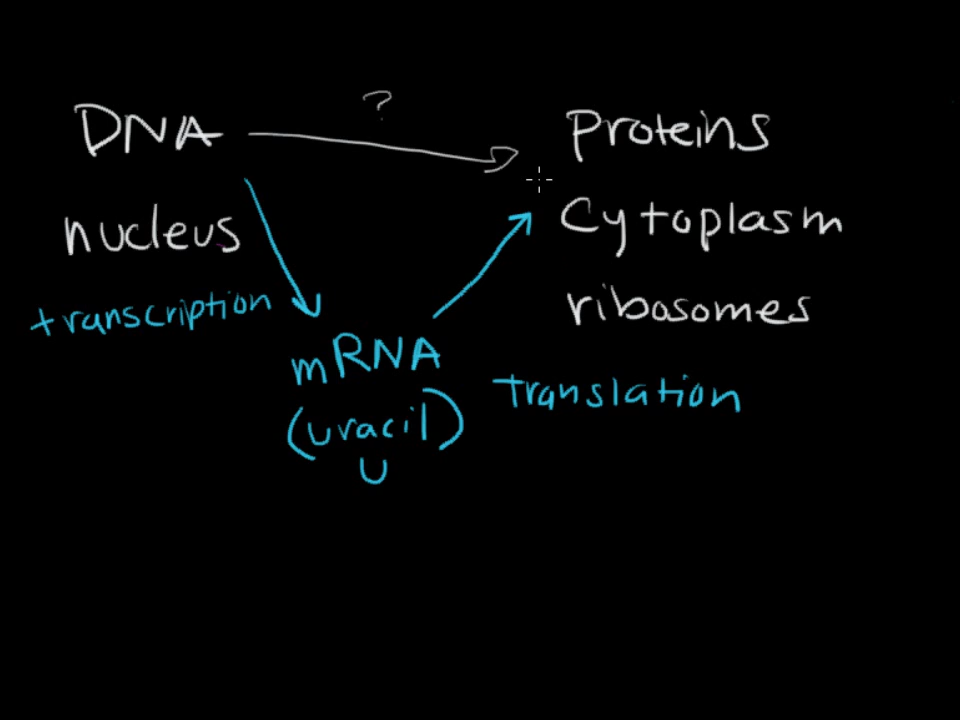 ?
DNA
nucleus
transcription
mRNA
(uracil)
U
Proteins
Cytoplasm
ribosomes
Translation